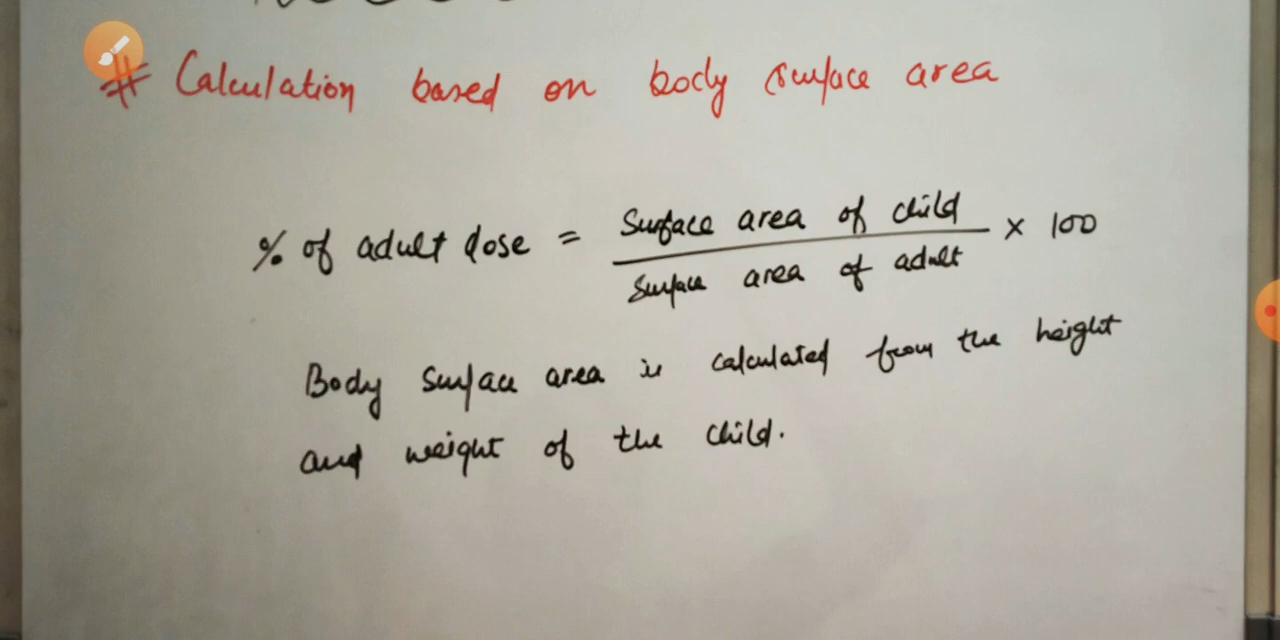 # Calculation based on body surface area
% of adult dose = Surface area of child / Surface area of adult × 100
Body surface area is calculated from the height
and weight of the child.